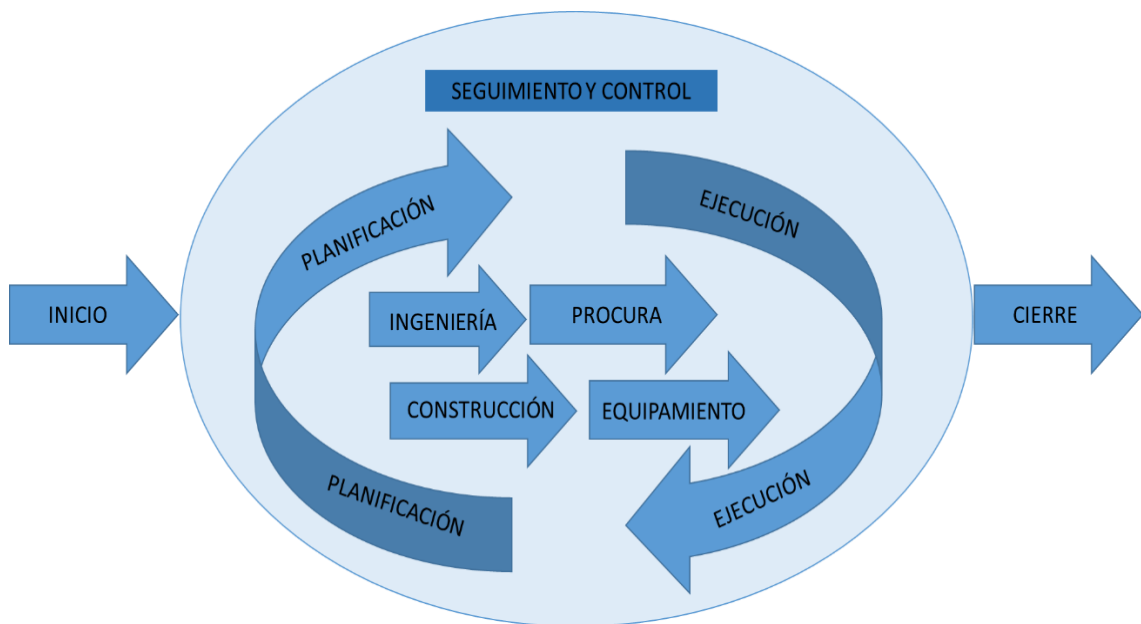 SEGUIMIENTO Y CONTROL
PLANIFICACIÓN
EJECUCIÓN
INICIO
INGENIERÍA
PROCURA
CIERRE
CONSTRUCCIÓN
EQUIPAMIENTO
PLANIFICACIÓN
EJECUCIÓN